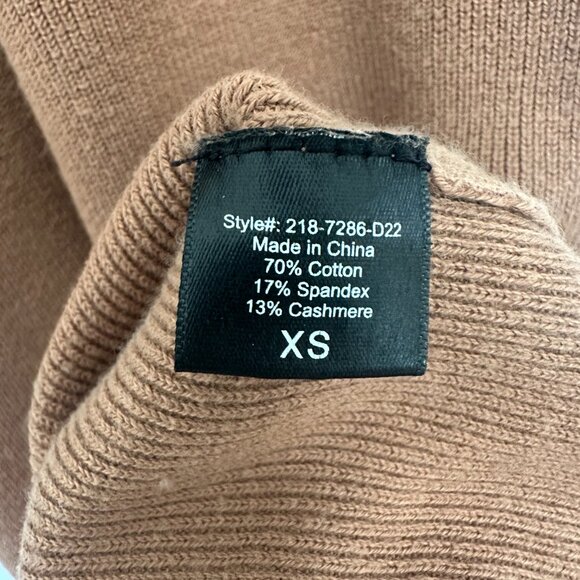 Style#: 218-7286-D22
Made in China
70% Cotton
17% Spandex
13% Cashmere
XS